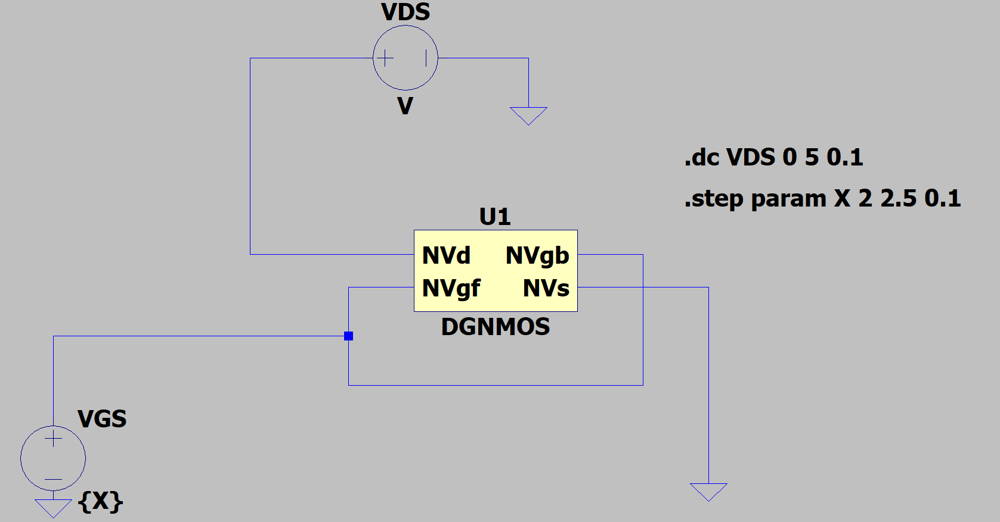 VDS
V
.dc VDS 0 5 0.1
.step param X 2 2.5 0.1
U1
NVd NVgb
NVgf NVs
DGNMOS
VGS
{X}